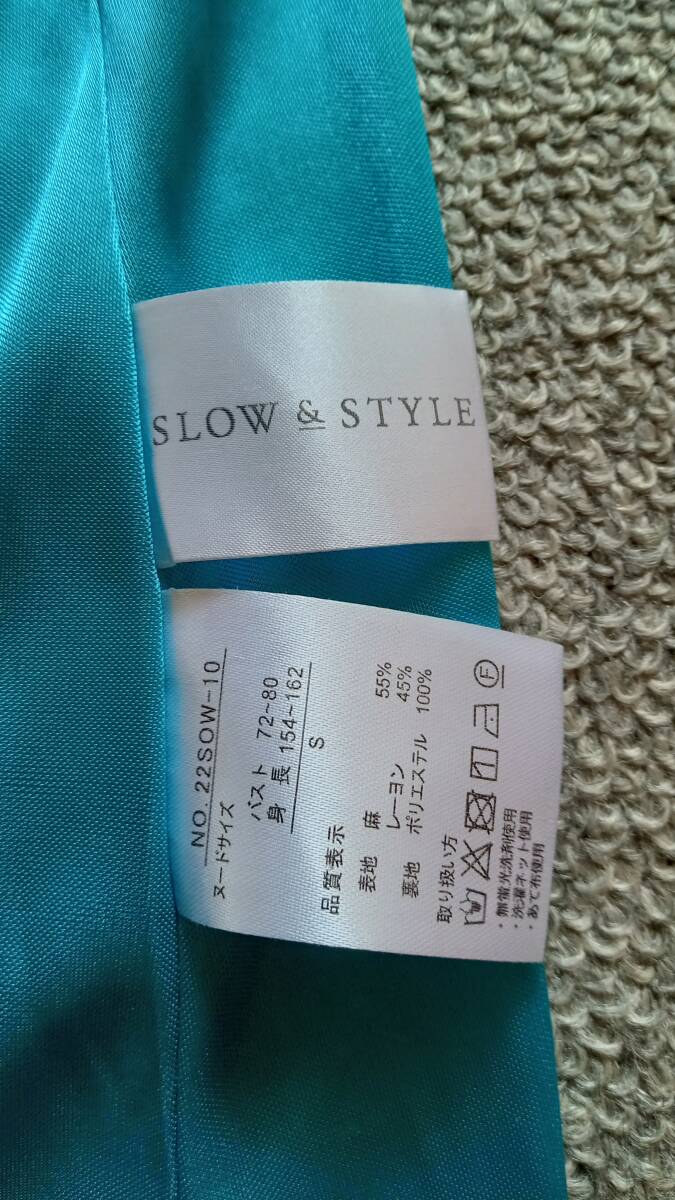 SLOW & STYLE
NO.22SOW-10
ヌードサイズ
バスト 72~80
身長 154~162
S
品質表示
表地 麻 55%
レーヨン 45%
裏地 ポリエステル 100%
取り扱い方
F
・無蛍光洗剤使用
・洗濯ネット使用
・あて布使用